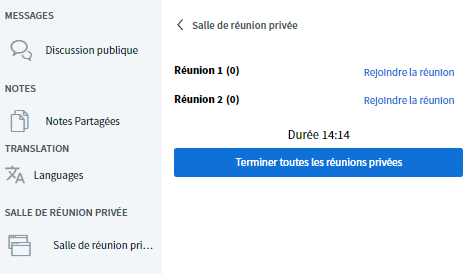 MESSAGES
Discussion publique
NOTES
Notes Partagées
TRANSLATION
Languages
SALLE DE RÉUNION PRIVÉE
Salle de réunion pri…
Salle de réunion privée
Réunion 1 (0) Rejoindre la réunion
Réunion 2 (0) Rejoindre la réunion
Durée 14:14
Terminer toutes les réunions privées